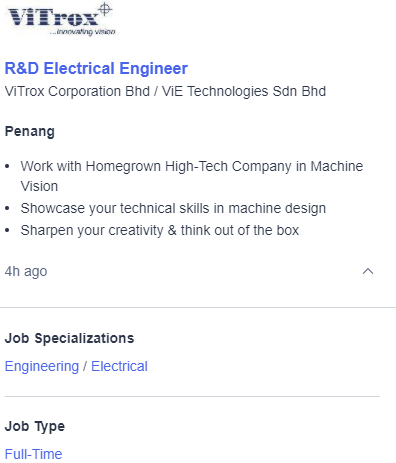 ViTrox
...innovating vision
R&D Electrical Engineer
ViTrox Corporation Bhd / ViE Technologies Sdn Bhd
Penang
• Work with Homegrown High-Tech Company in Machine
Vision
• Showcase your technical skills in machine design
• Sharpen your creativity & think out of the box
4h ago
Job Specializations
Engineering / Electrical
Job Type
Full-Time